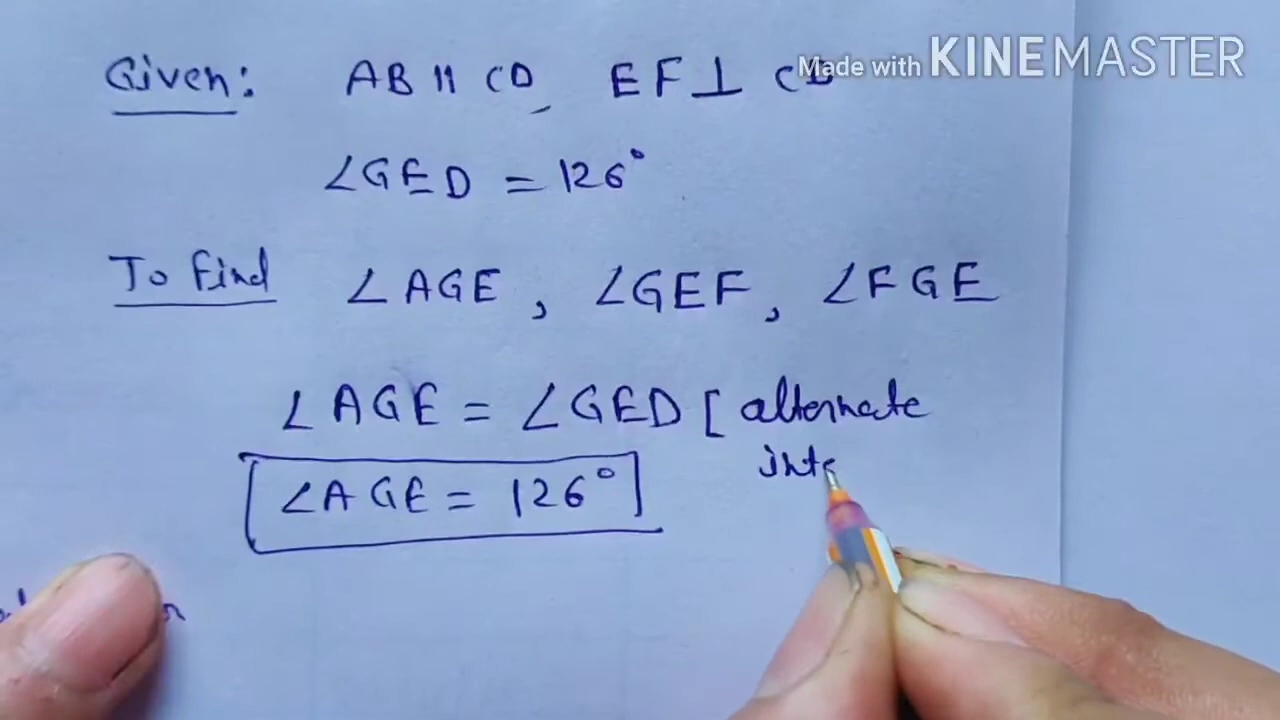 Given: AB || CD, EF ⊥ CD
Made with KINEMASTER
∠GED = 126°
To Find ∠AGE, ∠GEF, ∠FGE
∠AGE = ∠GED [alternate
inte
∠AGE = 126°